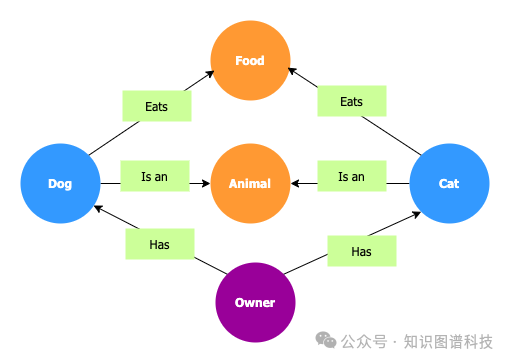 Food
Eats
Eats
Dog
Is an
Animal
Is an
Cat
Has
Has
Owner
公众号 · 知识图谱科技